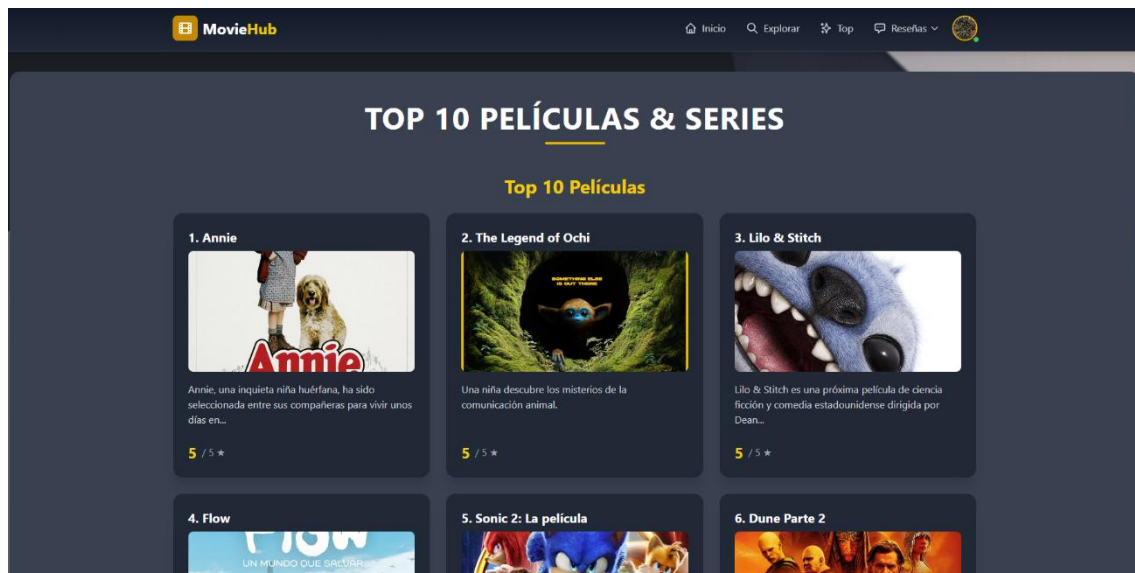 MovieHub
Inicio
Explorar
Top
Reseñas
TOP 10 PELÍCULAS & SERIES
Top 10 Películas
1. Annie
2. The Legend of Ochi
3. Lilo & Stitch
Annie
SOMETHING ELSE
IS OUT THERE
Annie, una inquieta niña huérfana, ha sido
seleccionada entre sus compañeras para vivir unos
días en...
Una niña descubre los misterios de la
comunicación animal.
Lilo & Stitch es una próxima película de ciencia
ficción y comedia estadounidense dirigida por
Dean...
5 / 5 ★
5 / 5 ★
5 / 5 ★
4. Flow
5. Sonic 2: La película
6. Dune Parte 2
FLOW
UN MUNDO QUE SALVAR